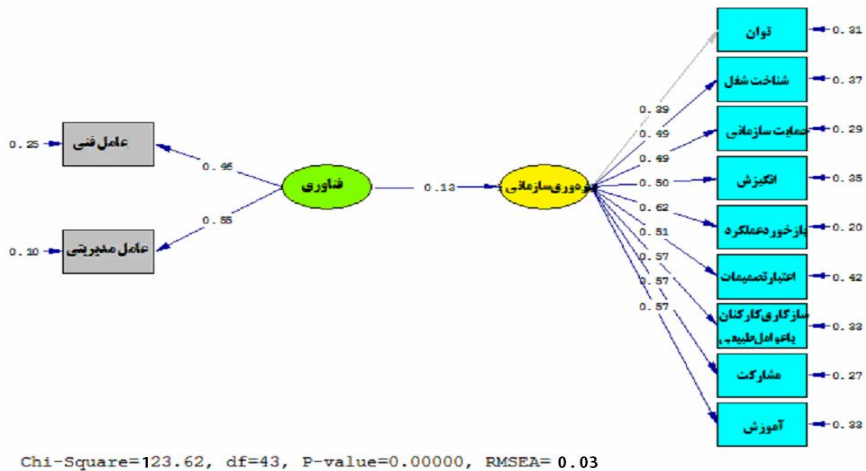 توان
0.31
شناخت شغل
0.37
0.39
0.49
0.25
عامل فنی
حمایت سازمانی
0.29
0.46
0.49
فناوری
0.13
بهره‌وری سازمانی
0.50
انگیزش
0.35
0.62
بازخورد عملکرد
0.20
0.55
0.51
0.10
عامل مدیریتی
اعتبار تصمیمات
0.42
0.57
سازگاری کارکنان
با عوامل طبیعی
0.33
0.57
0.57
مشارکت
0.27
آموزش
0.33
Chi-Square=123.62, df=43, P-value=0.00000, RMSEA= 0.03